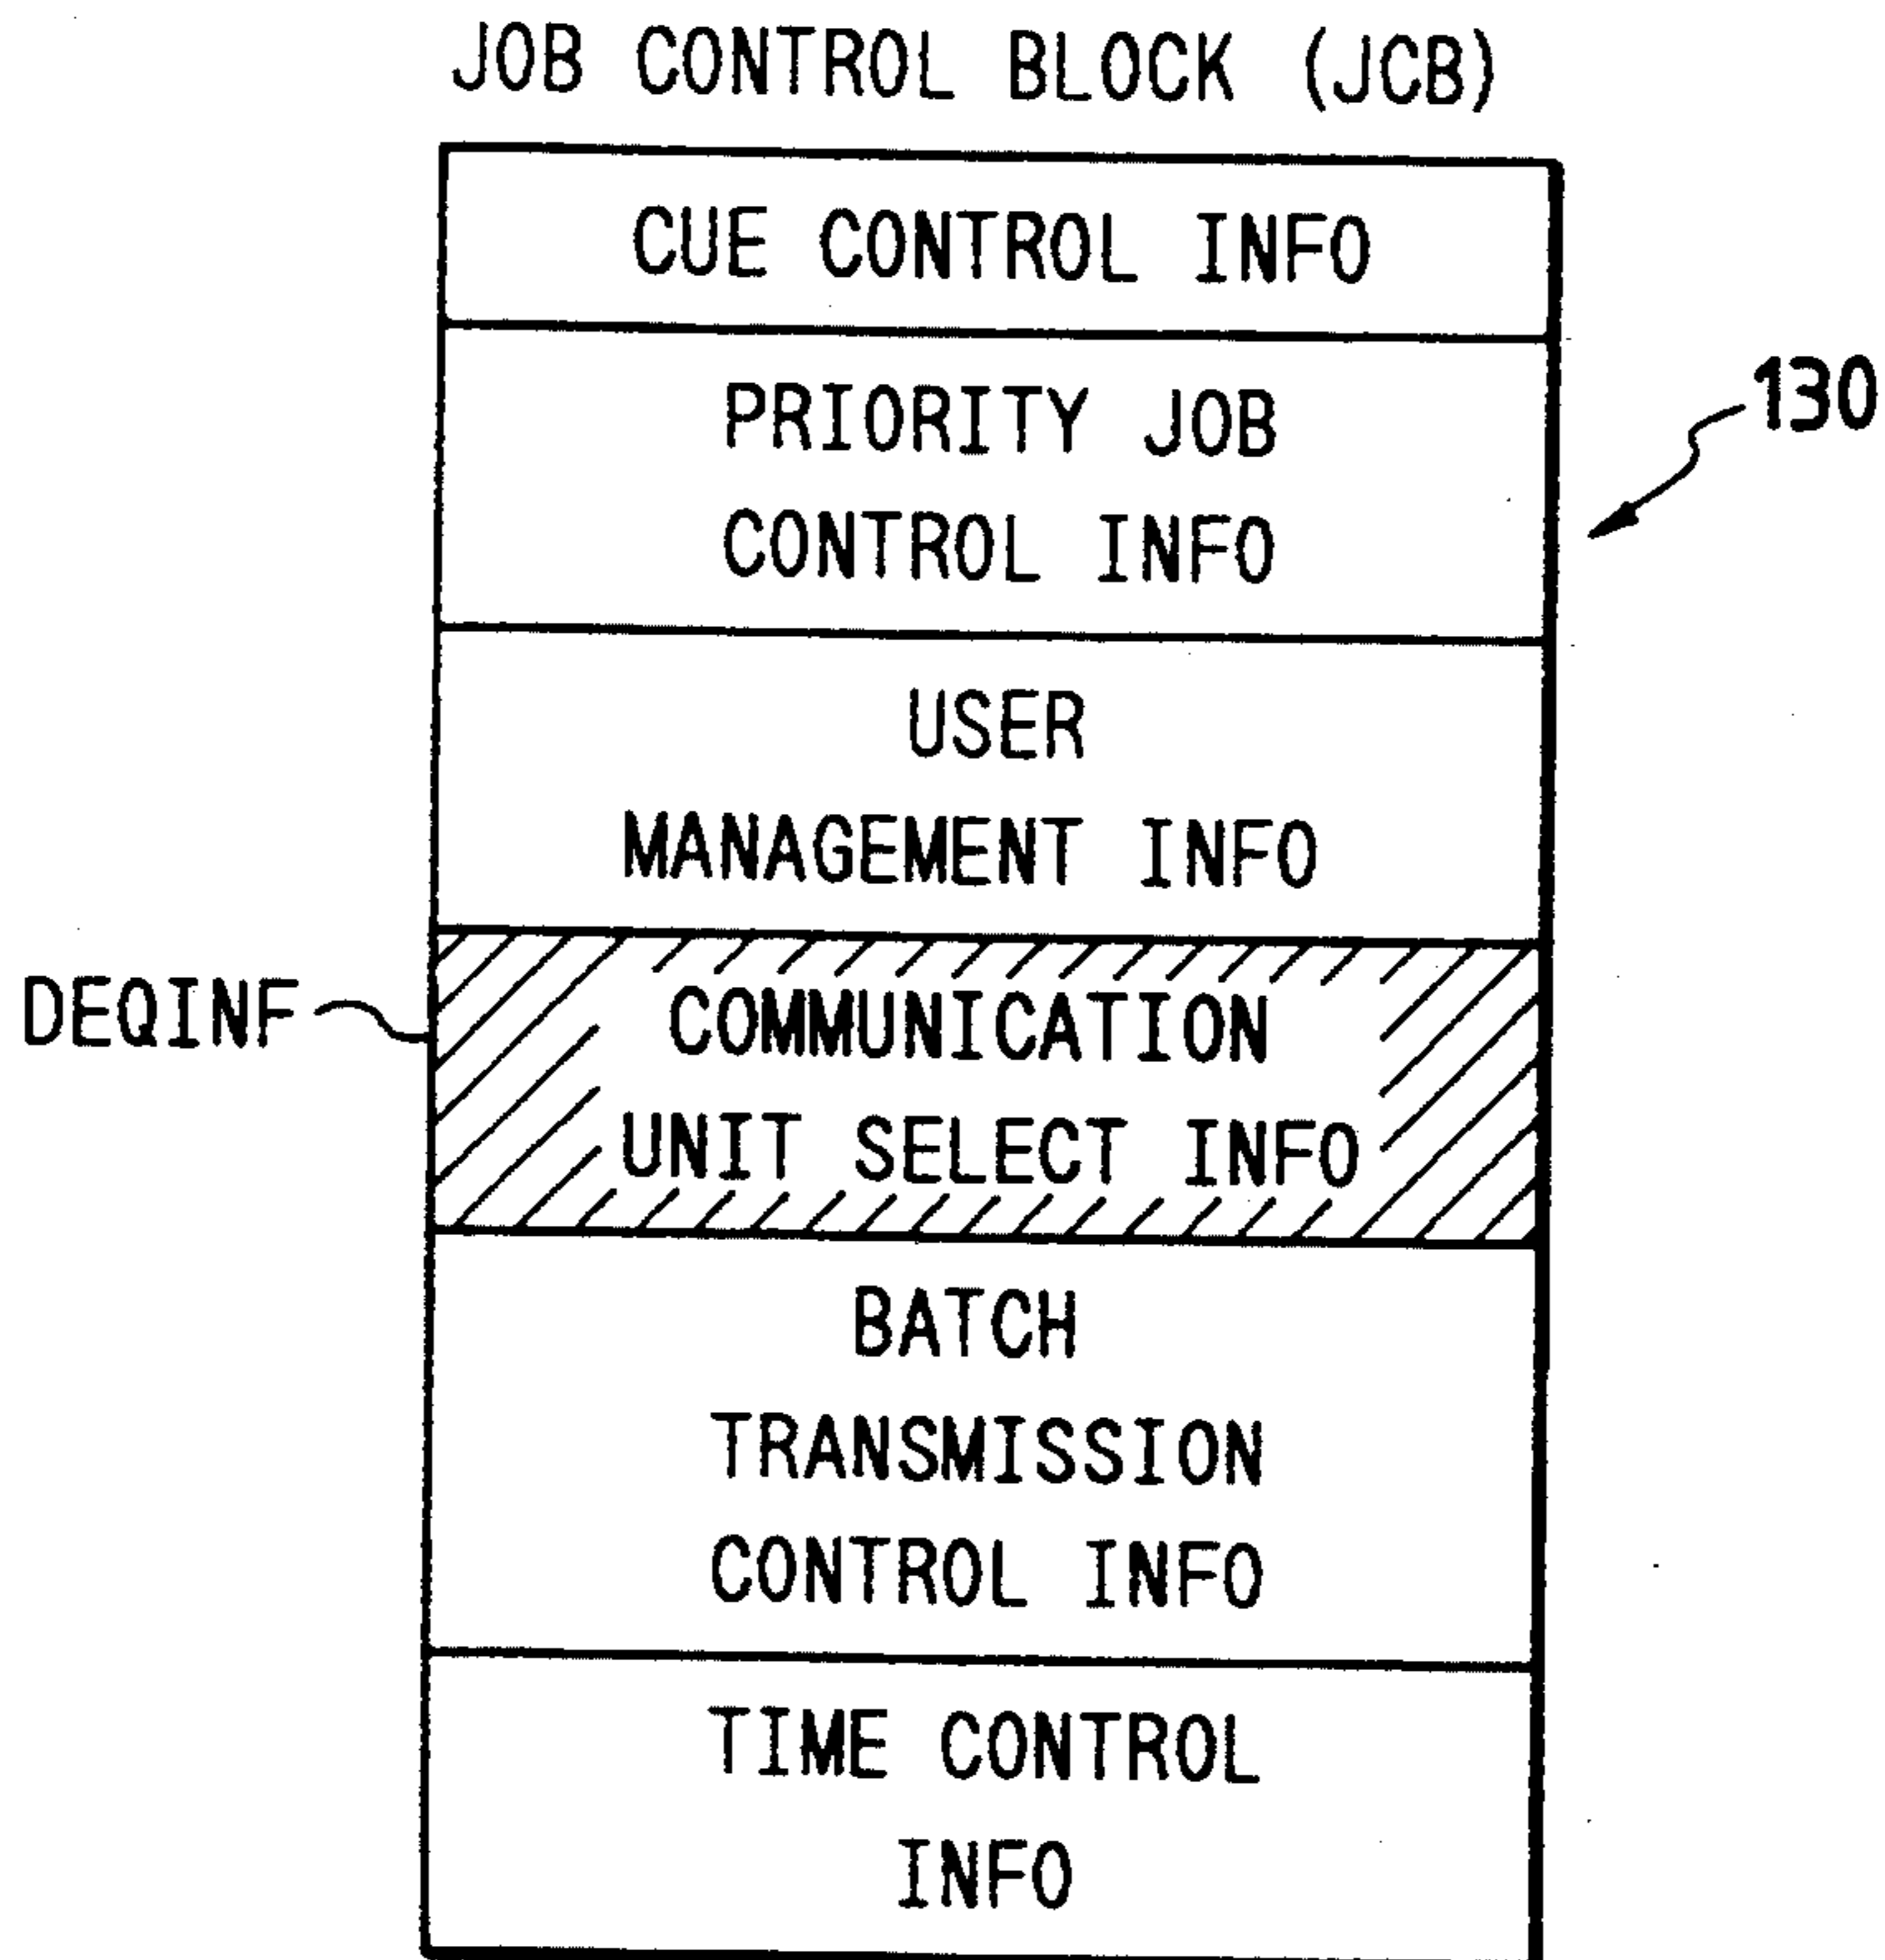 JOB CONTROL BLOCK (JCB)
CUE CONTROL INFO
PRIORITY JOB
CONTROL INFO
130
USER
MANAGEMENT INFO
DEQINF
COMMUNICATION
UNIT SELECT INFO
BATCH
TRANSMISSION
CONTROL INFO
TIME CONTROL
INFO